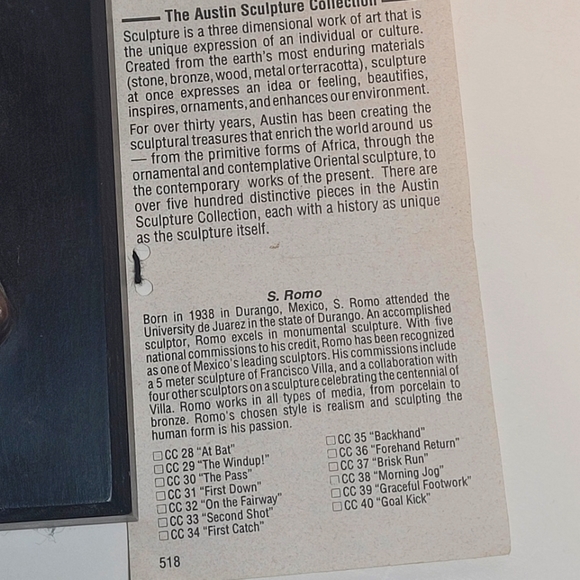 The Austin Sculpture Collection
Sculpture is a three dimensional work of art that is
the unique expression of an individual or culture.
Created from the earth's most enduring materials
(stone, bronze, wood, metal or terracotta), sculpture
at once expresses an idea or feeling, beautifies,
inspires, ornaments, and enhances our environment.
For over thirty years, Austin has been creating the
sculptural treasures that enrich the world around us
— from the primitive forms of Africa, through the
ornamental and contemplative Oriental sculpture, to
the contemporary works of the present. There are
over five hundred distinctive pieces in the Austin
Sculpture Collection, each with a history as unique
as the sculpture itself.
S. Romo
Born in 1938 in Durango, Mexico, S. Romo attended the
University de Juarez in the state of Durango. An accomplished
sculptor, Romo excels in monumental sculpture. With five
national commissions to his credit, Romo has been recognized
as one of Mexico's leading sculptors. His commissions include
a 5 meter sculpture of Francisco Villa, and a collaboration with
four other sculptors on a sculpture celebrating the centennial of
Villa. Romo works in all types of media, from porcelain to
bronze. Romo's chosen style is realism and sculpting the
human form is his passion.
CC 28 "At Bat"
CC 29 "The Windup!"
CC 30 "The Pass"
CC 31 "First Down"
CC 32 "On the Fairway"
CC 33 "Second Shot"
CC 34 "First Catch"
CC 35 "Backhand"
CC 36 "Forehand Return"
CC 37 "Brisk Run"
CC 38 "Morning Jog"
CC 39 "Graceful Footwork"
CC 40 "Goal Kick"
518